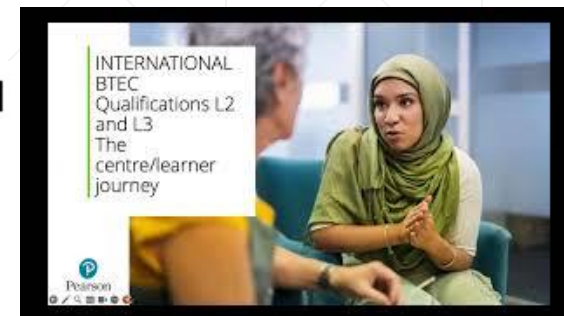 INTERNATIONAL
BTEC
Qualifications L2
and L3
The
centre/learner
journey
Pearson